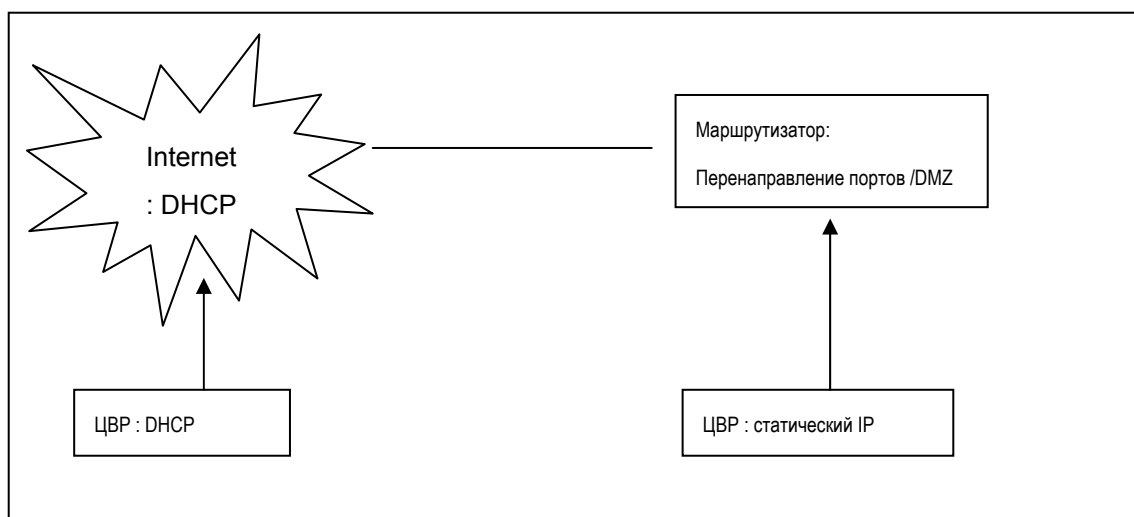 Internet
: DHCP
Маршрутизатор:
Перенаправление портов /DMZ
ЦВР : DHCP
ЦВР : статический IP